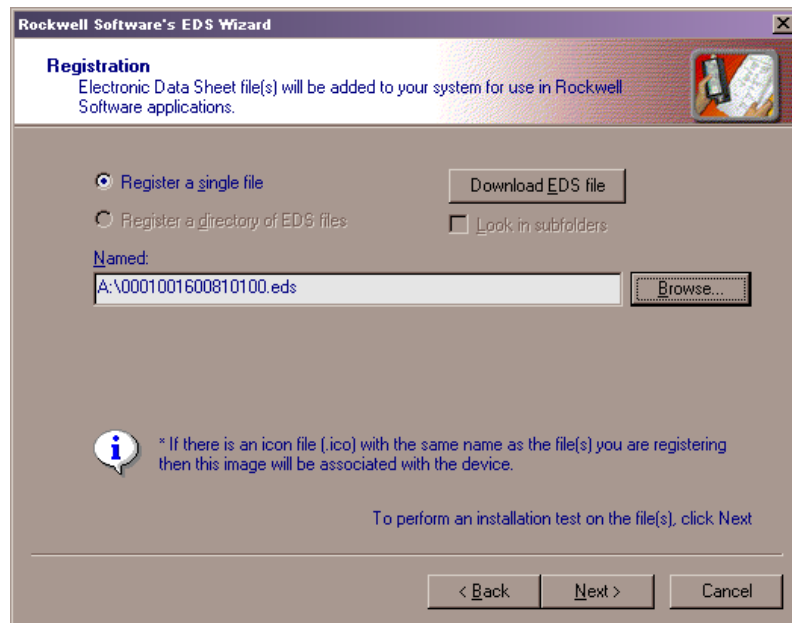 Rockwell Software's EDS Wizard
Registration
Electronic Data Sheet file(s) will be added to your system for use in Rockwell
Software applications.
Register a single file
Download EDS file
Register a directory of EDS files
Look in subfolders
Named:
A:\0001001600810100.eds
Browse...
* If there is an icon file (.ico) with the same name as the file(s) you are registering
then this image will be associated with the device.
To perform an installation test on the file(s), click Next
< Back
Next >
Cancel